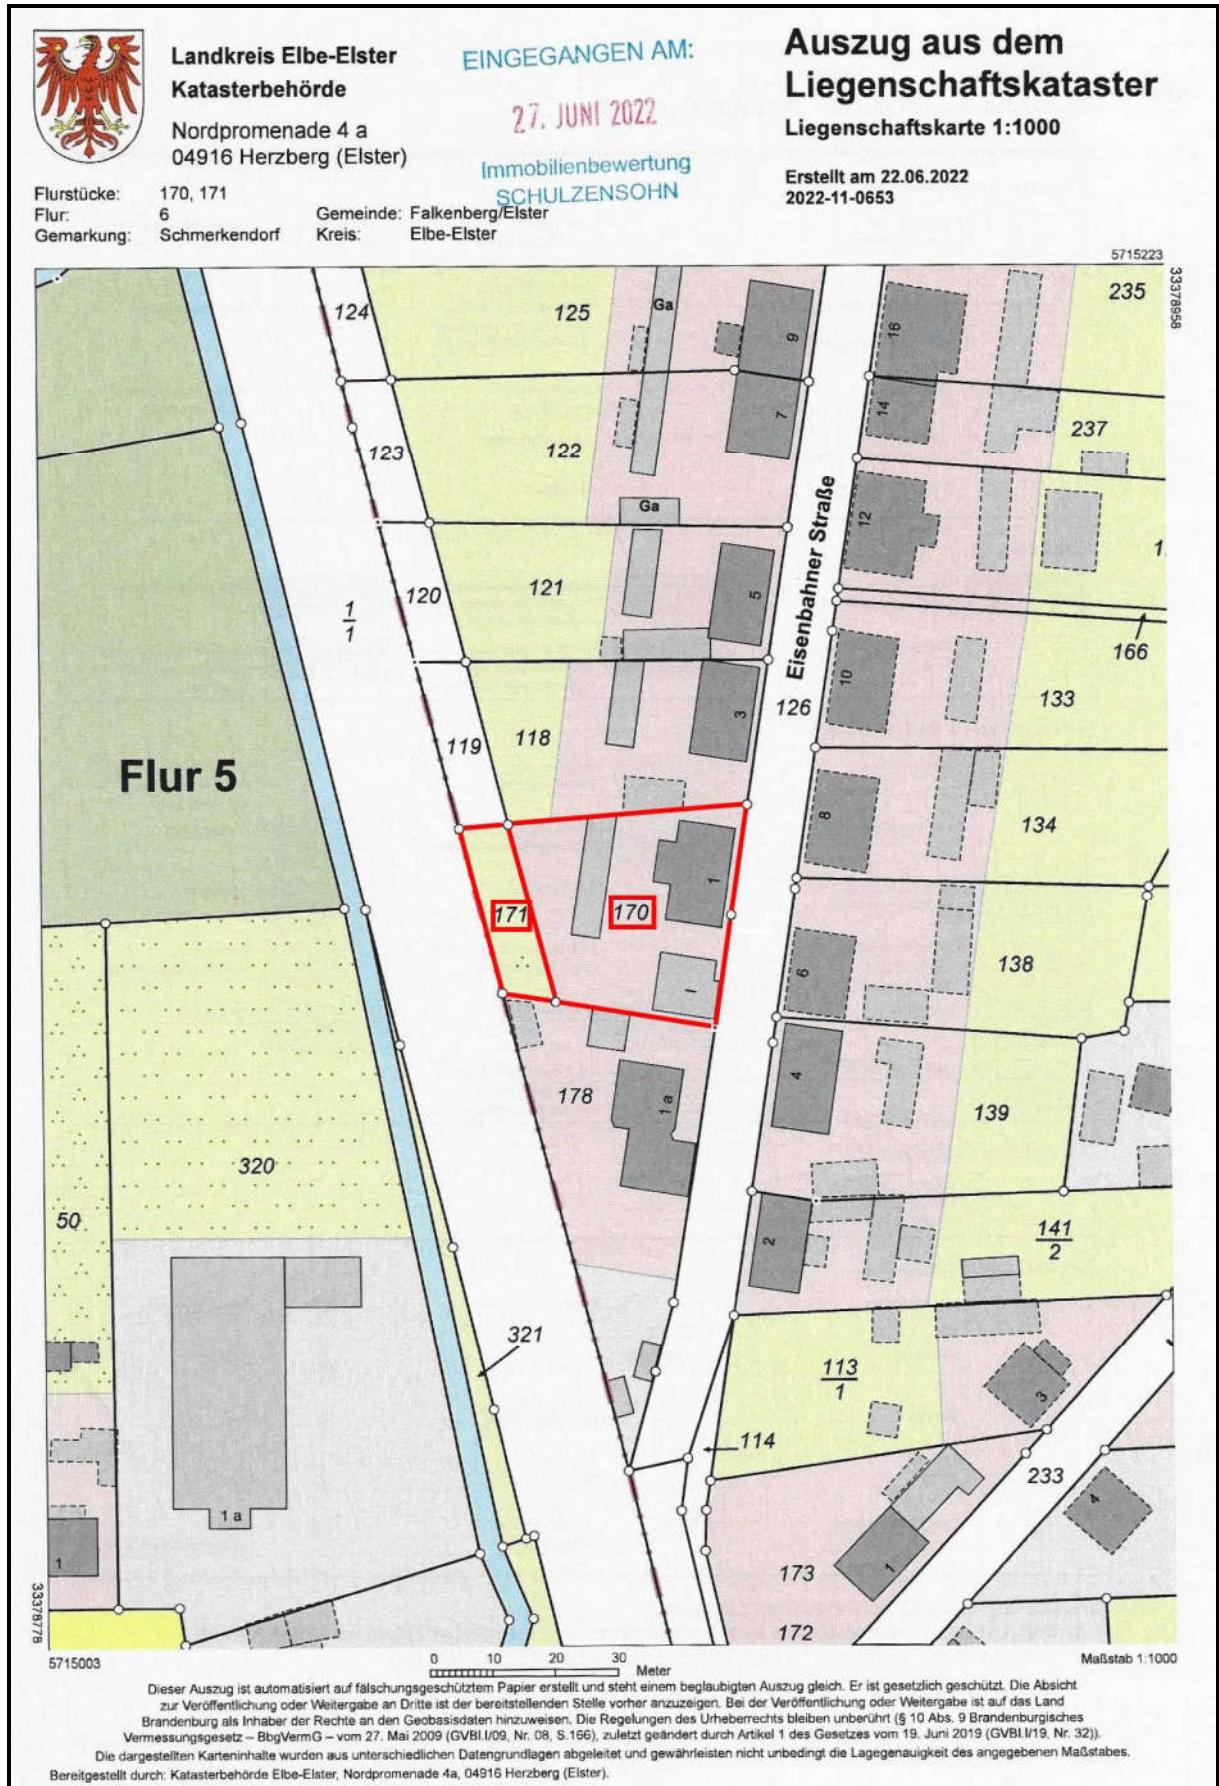 Landkreis Elbe-Elster
Katasterbehörde
Nordpromenade 4 a
04916 Herzberg (Elster)
EINGEGANGEN AM:
27. JUNI 2022
Immobilienbewertung
SCHULZENSOHN
Auszug aus dem
Liegenschaftskataster
Liegenschaftskarte 1:1000
Erstellt am 22.06.2022
2022-11-0653
Flurstücke: 170, 171
Flur: 6 Gemeinde: Falkenberg/Elster
Gemarkung: Schmerkendorf Kreis: Elbe-Elster
5715223
33378958
124
125
Ga
9
16
235
123
122
7
14
237
Ga
12
Eisenbahner Straße
1
1
120
121
5
1.
166
10
126
133
119
118
3
Flur 5
8
134
1
171
170
6
138
I
178
1 a
4
139
320
50
2
141
2
321
113
1
3
114
233
1 a
4
1
173
1
172
33378778
5715003
0 10 20 30
Meter
Maßstab 1:1000
Dieser Auszug ist automatisiert auf fälschungsgeschütztem Papier erstellt und steht einem beglaubigten Auszug gleich. Er ist gesetzlich geschützt. Die Absicht
zur Veröffentlichung oder Weitergabe an Dritte ist der bereitstellenden Stelle vorher anzuzeigen. Bei der Veröffentlichung oder Weitergabe ist auf das Land
Brandenburg als Inhaber der Rechte an den Geobasisdaten hinzuweisen. Die Regelungen des Urheberrechts bleiben unberührt (§ 10 Abs. 9 Brandenburgisches
Vermessungsgesetz – BbgVermG – vom 27. Mai 2009 (GVBl.I/09, Nr. 08, S.166), zuletzt geändert durch Artikel 1 des Gesetzes vom 19. Juni 2019 (GVBl.I/19, Nr. 32)).
Die dargestellten Karteninhalte wurden aus unterschiedlichen Datengrundlagen abgeleitet und gewährleisten nicht unbedingt die Lagegenauigkeit des angegebenen Maßstabes.
Bereitgestellt durch: Katasterbehörde Elbe-Elster, Nordpromenade 4a, 04916 Herzberg (Elster).